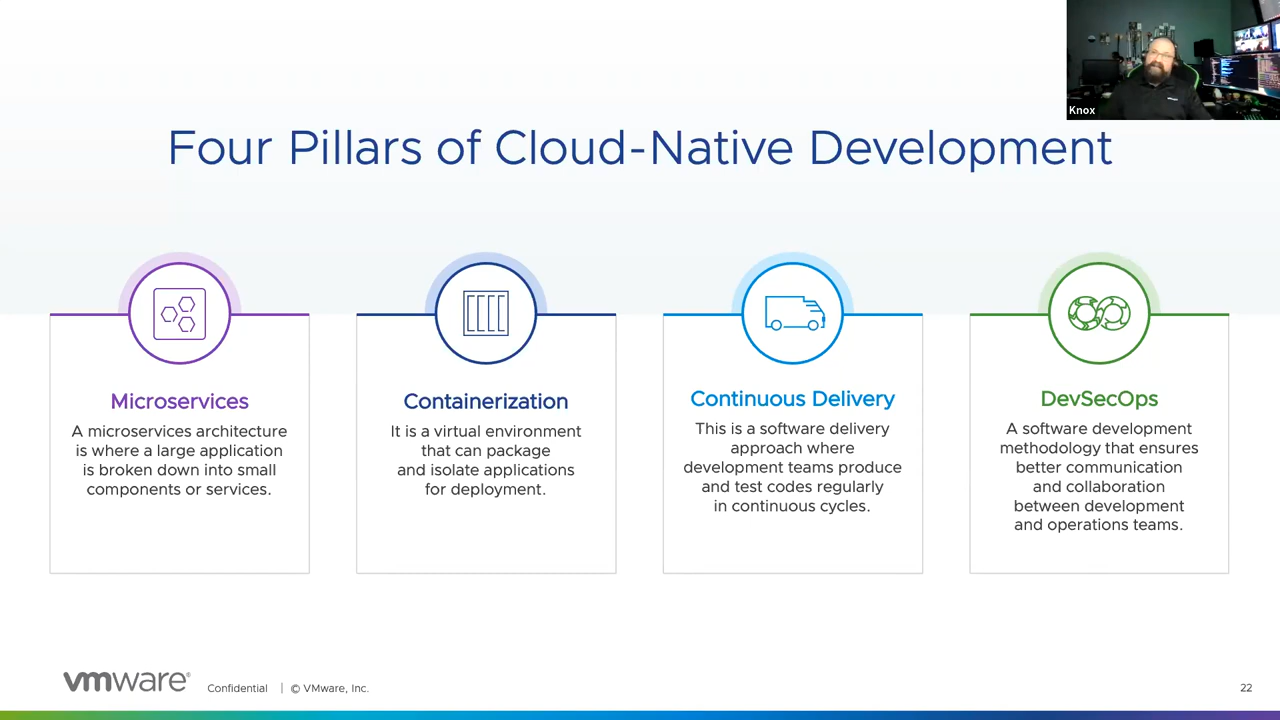 Knox
Four Pillars of Cloud-Native Development
Microservices
A microservices architecture
is where a large application
is broken down into small
components or services.
Containerization
It is a virtual environment
that can package
and isolate applications
for deployment.
Continuous Delivery
This is a software delivery
approach where
development teams produce
and test codes regularly
in continuous cycles.
DevSecOps
A software development
methodology that ensures
better communication
and collaboration
between development
and operations teams.
vmware® Confidential | © VMware, Inc. 22